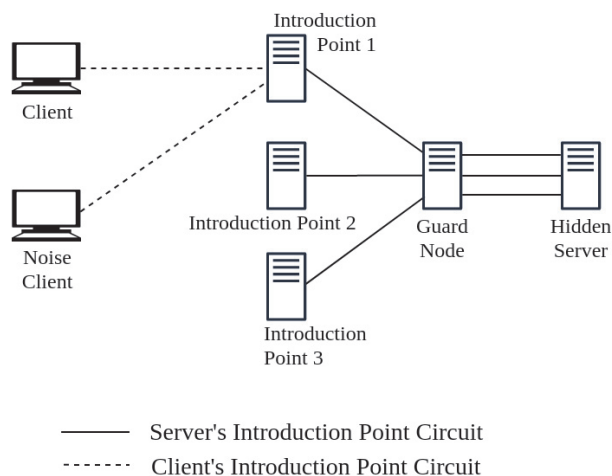 Introduction
Point 1
Client
Introduction Point 2
Guard
Node
Hidden
Server
Noise
Client
Introduction
Point 3
Server's Introduction Point Circuit
Client's Introduction Point Circuit